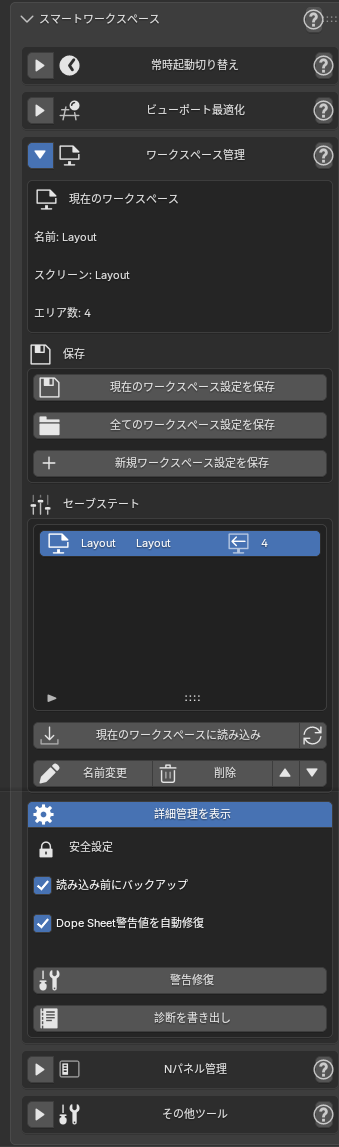 スマートワークスペース
常時起動切り替え
ビューポート最適化
ワークスペース管理
現在のワークスペース
名前: Layout
スクリーン: Layout
エリア数: 4
保存
現在のワークスペース設定を保存
全てのワークスペース設定を保存
新規ワークスペース設定を保存
セーブステート
Layout Layout 4
現在のワークスペースに読み込み
名前変更 削除
詳細管理を表示
安全設定
読み込み前にバックアップ
Dope Sheet警告値を自動修復
警告修復
診断を書き出し
Nパネル管理
その他ツール